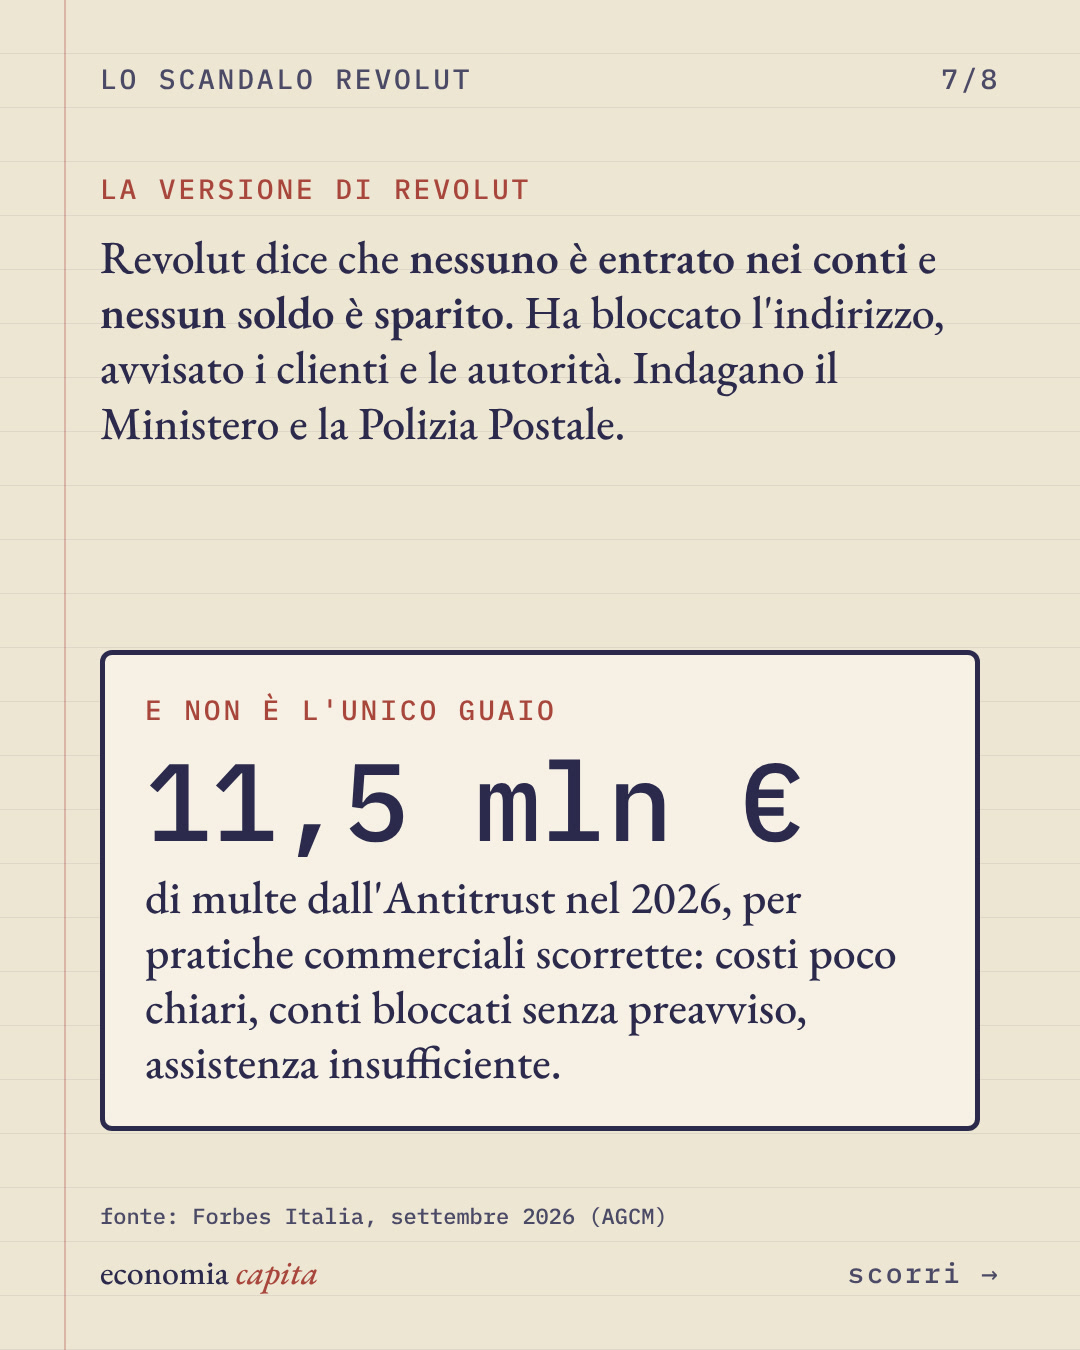 LO SCANDALO REVOLUT 7/8
LA VERSIONE DI REVOLUT
Revolut dice che nessuno è entrato nei conti e
nessun soldo è sparito. Ha bloccato l'indirizzo,
avvisato i clienti e le autorità. Indagano il
Ministero e la Polizia Postale.
E NON È L'UNICO GUAIO
11,5 mln €
di multe dall'Antitrust nel 2026, per
pratiche commerciali scorrette: costi poco
chiari, conti bloccati senza preavviso,
assistenza insufficiente.
fonte: Forbes Italia, settembre 2026 (AGCM)
economia capita scorri →